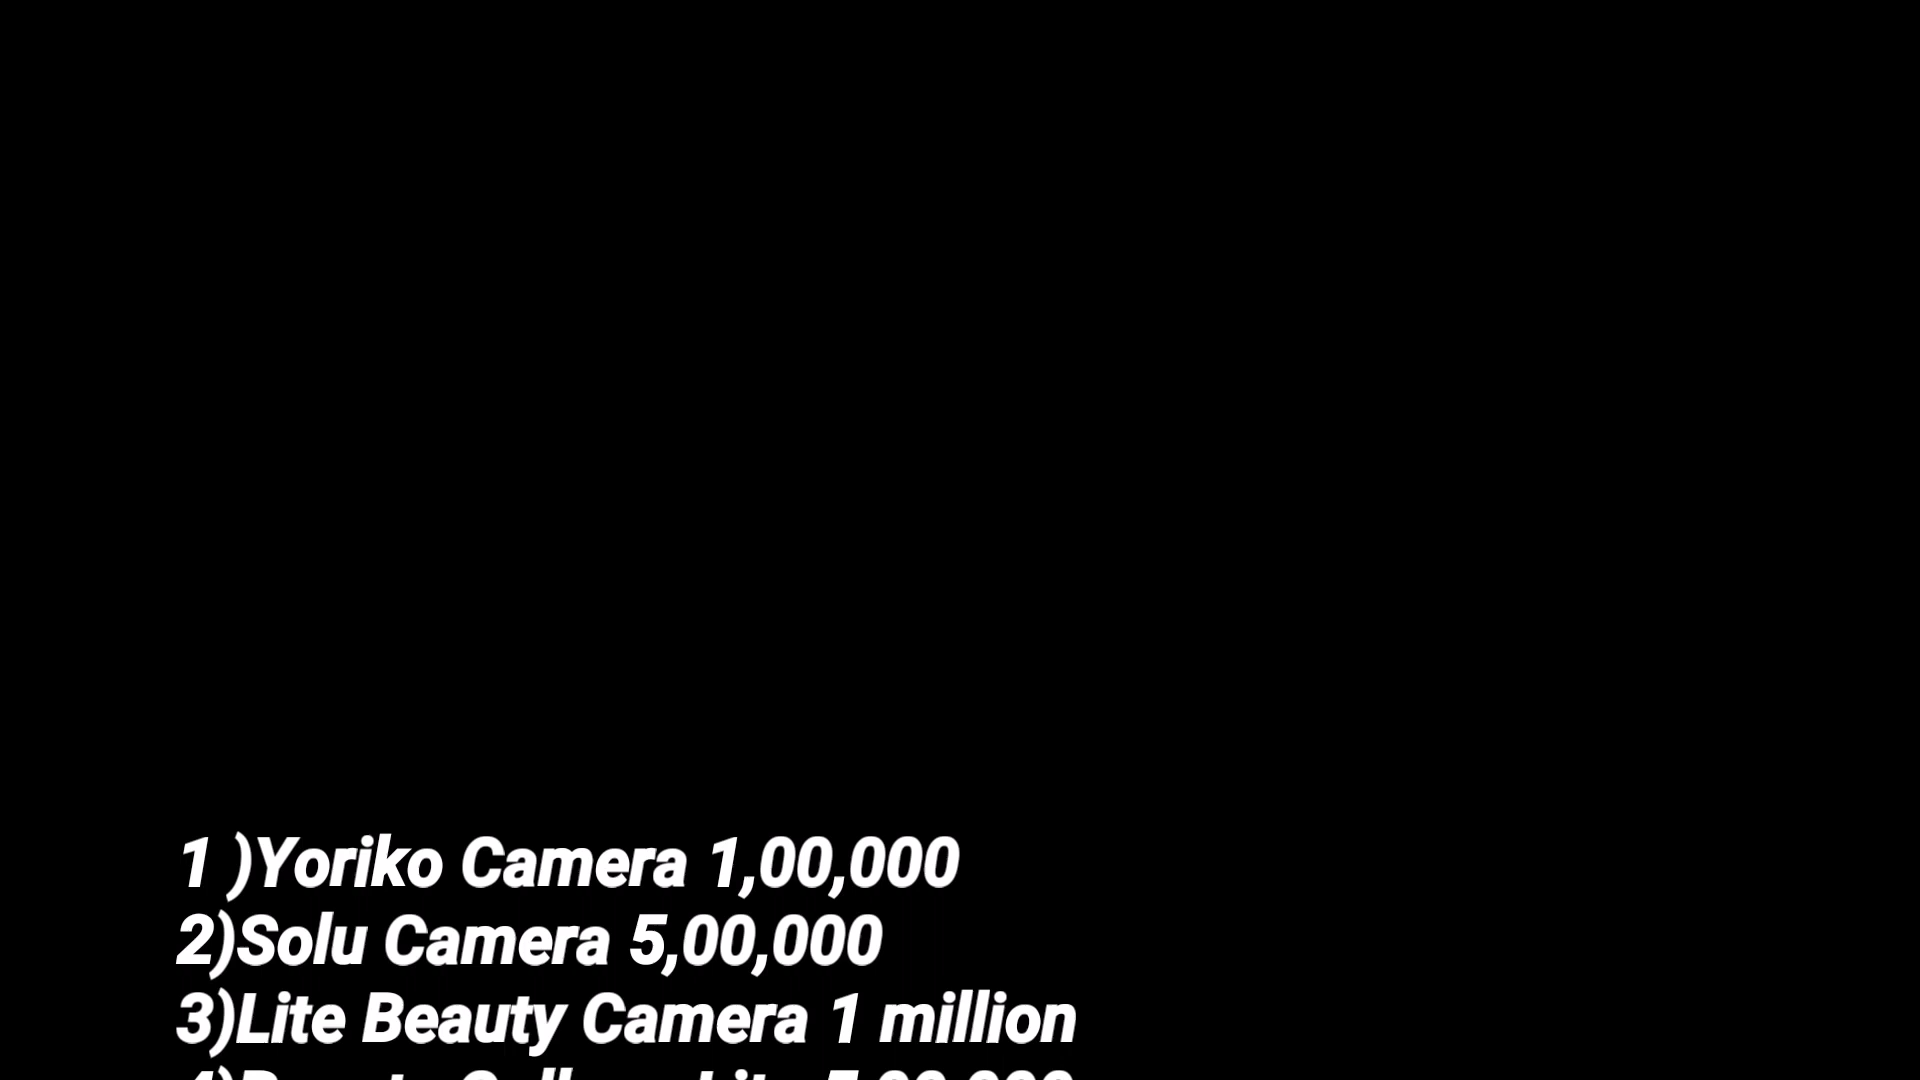 1 )Yoriko Camera 1,00,000
2)Solu Camera 5,00,000
3)Lite Beauty Camera 1 million